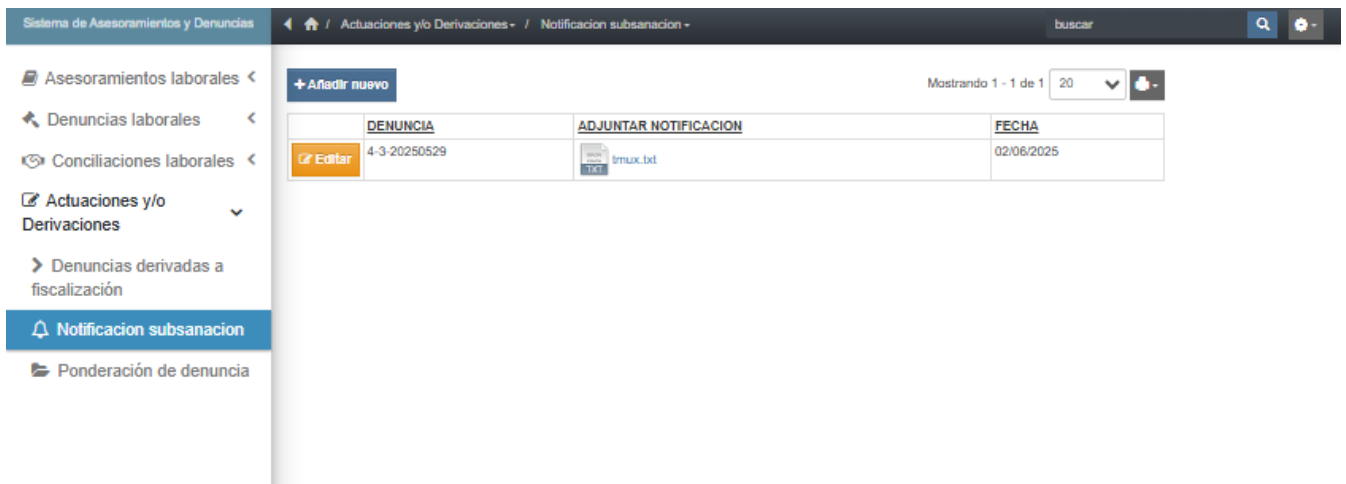 Sistema de Asesoramientos y Denuncias
/ Actuaciones y/o Derivaciones / Notificacion subsanacion
buscar
Asesoramientos laborales
Denuncias laborales
Conciliaciones laborales
Actuaciones y/o
Derivaciones
Denuncias derivadas a
fiscalización
Notificacion subsanacion
Ponderación de denuncia
+ Añadir nuevo
Mostrando 1 - 1 de 1 20
DENUNCIA ADJUNTAR NOTIFICACION FECHA
Editar 4-3-20250529 TXT tmux.txt 02/06/2025